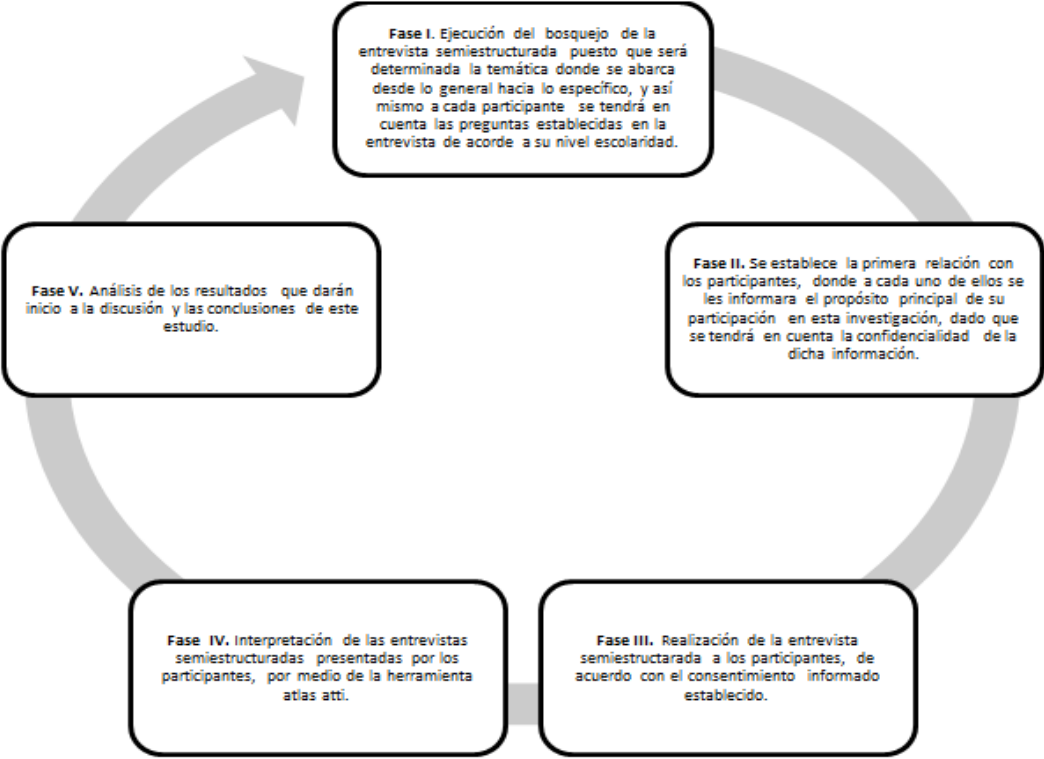 Fase I. Ejecución del bosquejo de la
entrevista semiestructurada puesto que será
determinada la temática donde se abarca
desde lo general hacia lo específico, y así
mismo a cada participante se tendrá en
cuenta las preguntas establecidas en la
entrevista de acorde a su nivel escolaridad.
Fase II. Se establece la primera relación con
los participantes, donde a cada uno de ellos se
les informara el propósito principal de su
participación en esta investigación, dado que
se tendrá en cuenta la confidencialidad de la
dicha información.
Fase III. Realización de la entrevista
semiestructarada a los participantes, de
acuerdo con el consentimiento informado
establecido.
Fase IV. Interpretación de las entrevistas
semiestructuradas presentadas por los
participantes, por medio de la herramienta
atlas atti.
Fase V. Análisis de los resultados que darán
inicio a la discusión y las conclusiones de este
estudio.